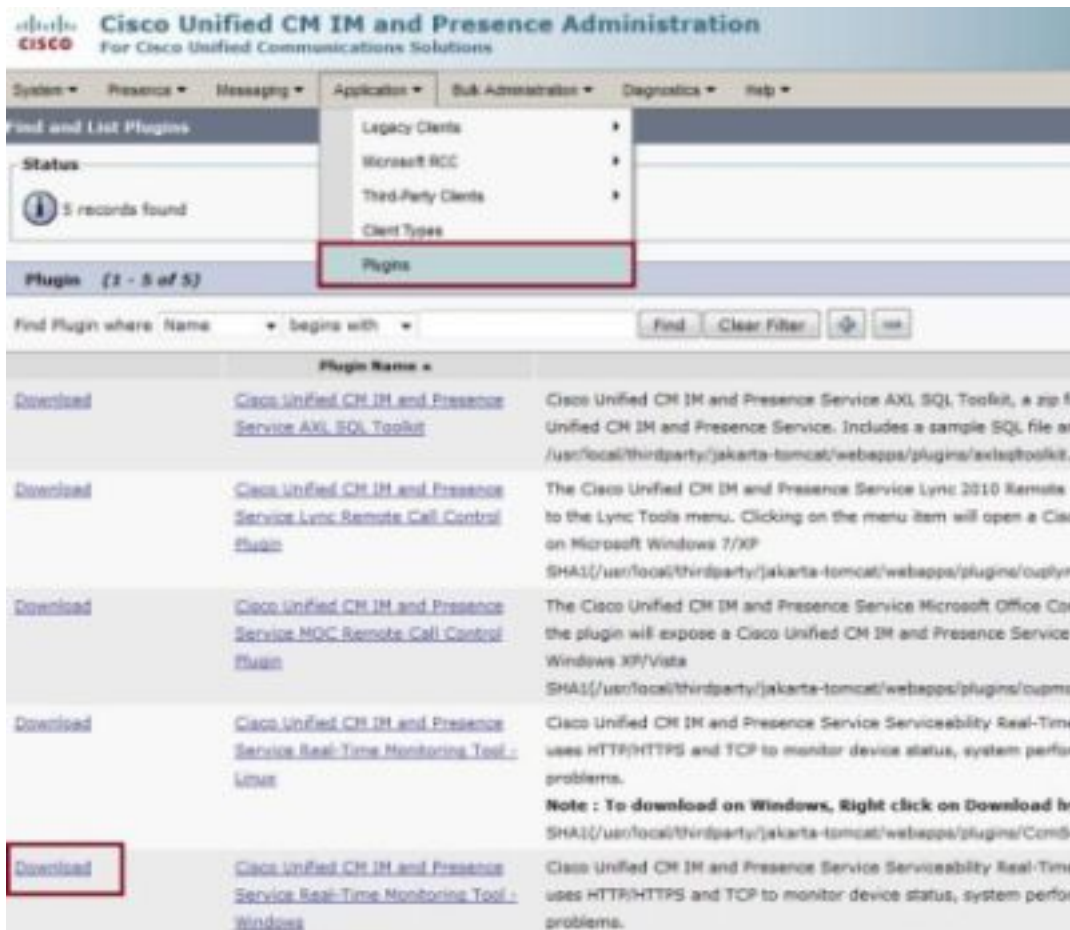 Cisco Unified CM IM and Presence Administration
CISCO
For Cisco Unified Communications Solutions
System
Presence
Messaging
Application
Bulk Administration
Diagnostics
Help
Find and List Plugins
Legacy Clients
Microsoft RCC
Third-Party Clients
Client Types
Plugins
Status
5 records found
Plugin (1 - 5 of 5)
Find Plugin where Name begins with
Find
Clear Filter
Plugin Name
Download
Cisco Unified CM IM and Presence
Service AXL SQL Toolkit
Cisco Unified CM IM and Presence Service AXL SQL Toolkit, a zip f
Unified CM IM and Presence Service. Includes a sample SQL file a
/usr/local/thirdparty/jakarta-tomcat/webapps/plugins/axlsqltoolkit.
Download
Cisco Unified CM IM and Presence
Service Lync Remote Call Control
Plugin
The Cisco Unified CM IM and Presence Service Lync 2010 Remote
to the Lync Tools menu. Clicking on the menu item will open a Cisc
on Microsoft Windows 7/XP
SHA1(/usr/local/thirdparty/jakarta-tomcat/webapps/plugins/cuplyn
Download
Cisco Unified CM IM and Presence
Service MOC Remote Call Control
Plugin
The Cisco Unified CM IM and Presence Service Microsoft Office Co
the plugin will expose a Cisco Unified CM IM and Presence Service
Windows XP/Vista
SHA1(/usr/local/thirdparty/jakarta-tomcat/webapps/plugins/cupmo
Download
Cisco Unified CM IM and Presence
Service Real-Time Monitoring Tool -
Linux
Cisco Unified CM IM and Presence Service Serviceability Real-Time
uses HTTP/HTTPS and TCP to monitor device status, system perfor
problems.
Note : To download on Windows, Right click on Download h
SHA1(/usr/local/thirdparty/jakarta-tomcat/webapps/plugins/CcmS
Download
Cisco Unified CM IM and Presence
Service Real-Time Monitoring Tool -
Windows
Cisco Unified CM IM and Presence Service Serviceability Real-Time
uses HTTP/HTTPS and TCP to monitor device status, system perfor
problems.